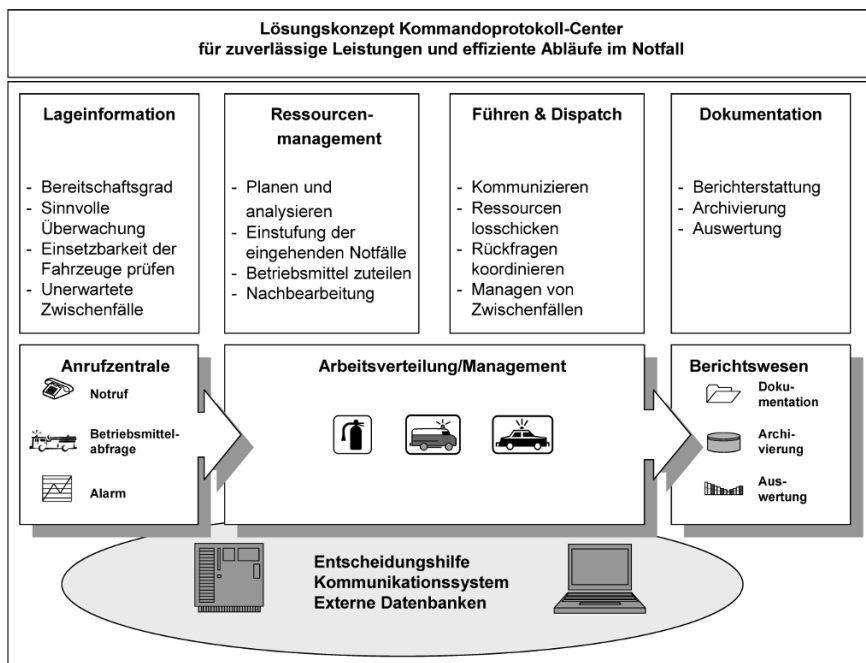 Lösungskonzept Kommandoprotokoll-Center
für zuverlässige Leistungen und effiziente Abläufe im Notfall
Lageinformation
- Bereitschaftsgrad
- Sinnvolle
Überwachung
- Einsetzbarkeit der
Fahrzeuge prüfen
- Unerwartete
Zwischenfälle
Ressourcen-
management
- Planen und
analysieren
- Einstufung der
eingehenden Notfälle
- Betriebsmittel zuteilen
- Nachbearbeitung
Führen & Dispatch
- Kommunizieren
- Ressourcen
losschicken
- Rückfragen
koordinieren
- Managen von
Zwischenfällen
Dokumentation
- Berichterstattung
- Archivierung
- Auswertung
Anrufzentrale
Notruf
Betriebsmittel-
abfrage
Alarm
Arbeitsverteilung/Management
Berichtswesen
Doku-
mentation
Archi-
vierung
Aus-
wertung
Entscheidungshilfe
Kommunikationssystem
Externe Datenbanken